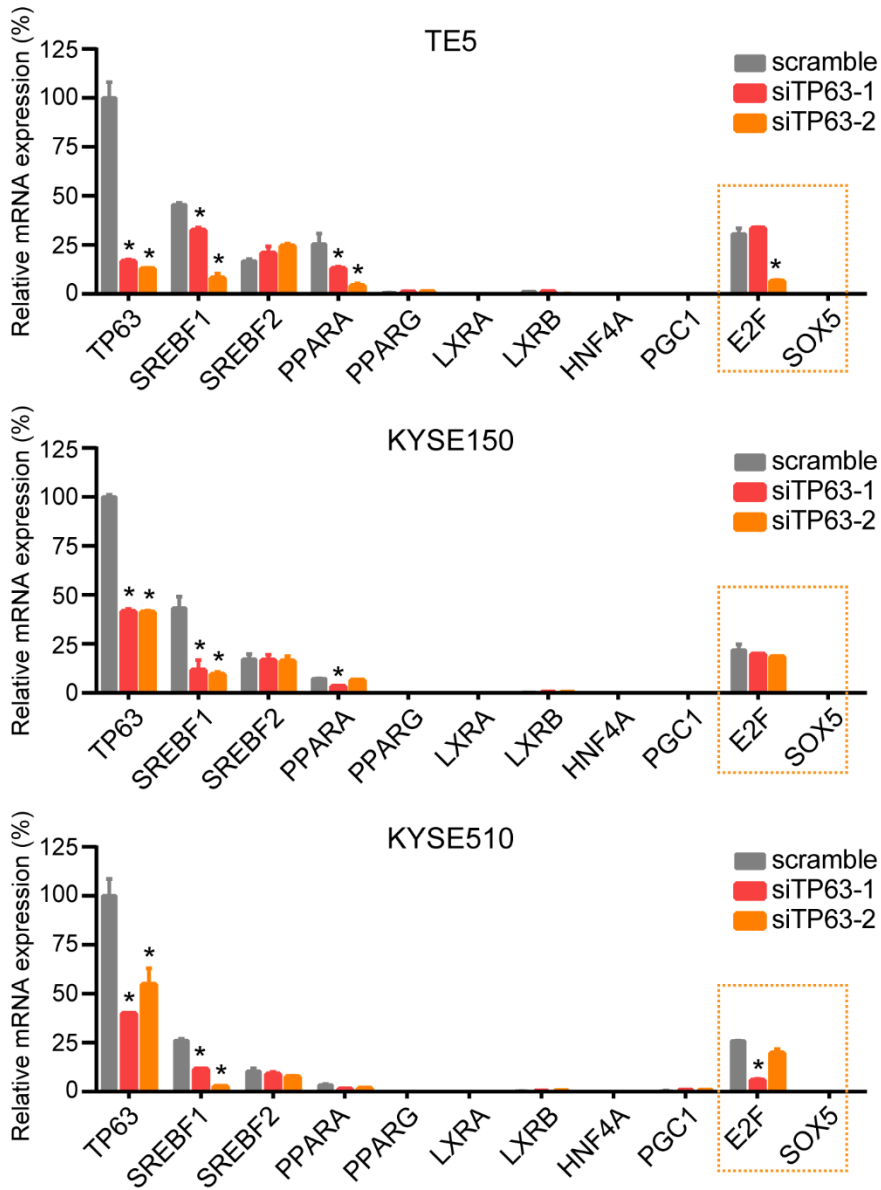 TE5
Relative mRNA expression (%)
125
100
75
50
25
0
scramble
siTP63-1
siTP63-2
* * * * * * *
TP63 SREBF1 SREBF2 PPARA PPARG LXRA LXRB HNF4A PGC1 E2F SOX5
KYSE150
Relative mRNA expression (%)
125
100
75
50
25
0
scramble
siTP63-1
siTP63-2
* * * * *
TP63 SREBF1 SREBF2 PPARA PPARG LXRA LXRB HNF4A PGC1 E2F SOX5
KYSE510
Relative mRNA expression (%)
125
100
75
50
25
0
scramble
siTP63-1
siTP63-2
* * * * *
TP63 SREBF1 SREBF2 PPARA PPARG LXRA LXRB HNF4A PGC1 E2F SOX5